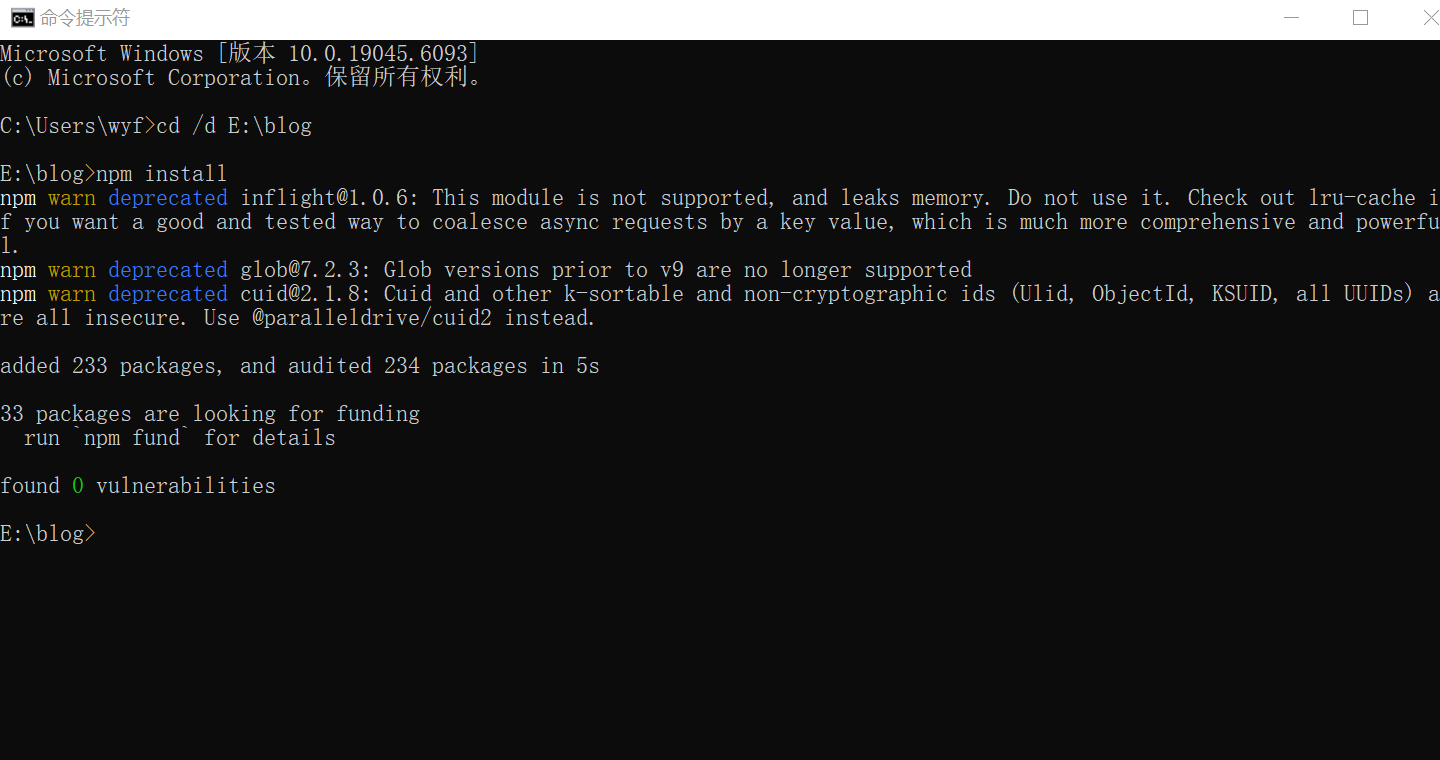 命令提示符
Microsoft Windows [版本 10.0.19045.6093]
(c) Microsoft Corporation。保留所有权利。
C:\Users\wyf>cd /d E:\blog
E:\blog>npm install
npm warn deprecated inflight@1.0.6: This module is not supported, and leaks memory. Do not use it. Check out lru-cache i
f you want a good and tested way to coalesce async requests by a key value, which is much more comprehensive and powerfu
l.
npm warn deprecated glob@7.2.3: Glob versions prior to v9 are no longer supported
npm warn deprecated cuid@2.1.8: Cuid and other k-sortable and non-cryptographic ids (Ulid, ObjectId, KSUID, all UUIDs) a
re all insecure. Use @paralleldrive/cuid2 instead.
added 233 packages, and audited 234 packages in 5s
33 packages are looking for funding
  run `npm fund` for details
found 0 vulnerabilities
E:\blog>